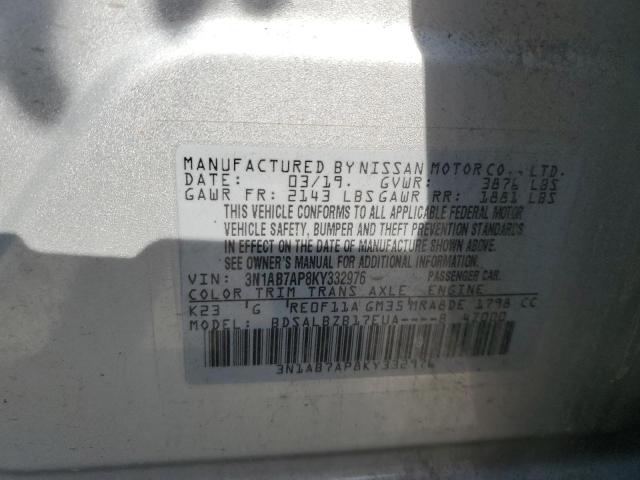 MANUFACTURED BY NISSAN MOTOR CO., LTD.
DATE: 03/19. GVWR: 3876 LBS
GAWR FR: 2143 LBS GAWR RR: 1881 LBS
THIS VEHICLE CONFORMS TO ALL APPLICABLE FEDERAL MOTOR
VEHICLE SAFETY, BUMPER AND THEFT PREVENTION STANDARDS
IN EFFECT ON THE DATE OF MANUFACTURE SHOWN ABOVE.
SEE OWNER'S MANUAL FOR ADDITIONAL INFORMATION.
VIN: 3N1AB7AP8KY332976 PASSENGER CAR.
COLOR TRIM TRANS AXLE ENGINE
K23 G RE0F11A GM35 MRA8DE 1798 CC
MODEL: BDSALBZB17EUA----B 47000
3N1AB7AP8KY332976